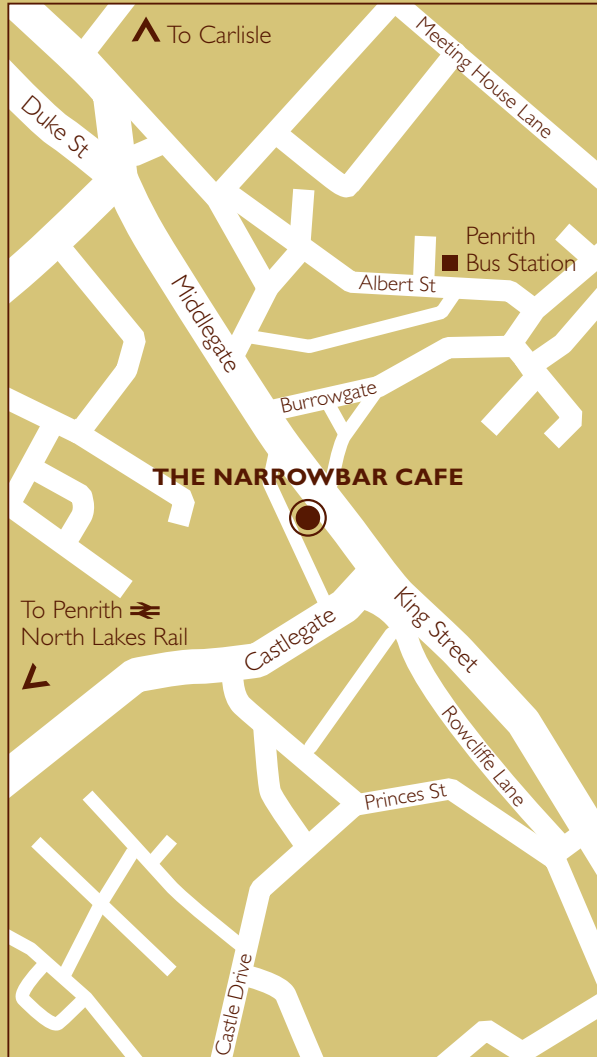 To Carlisle
Meeting House Lane
Duke St
Penrith
Bus Station
Albert St
Middlegate
Burrowgate
THE NARROWBAR CAFE
To Penrith
North Lakes Rail
King Street
Castlegate
Rowcliffe Lane
Princes St
Castle Drive